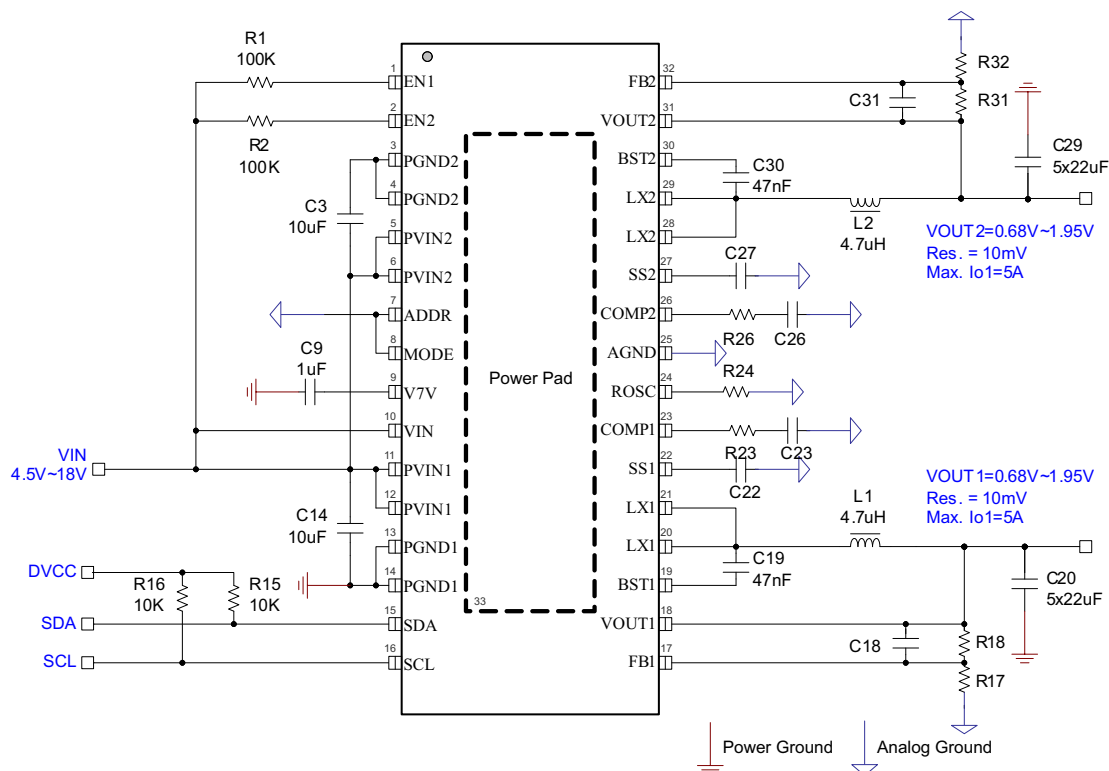 R1
100K
R2
100K
C3
10uF
C9
1uF
VIN
4.5V~18V
C14
10uF
DVCC
R16
10K
R15
10K
SDA
SCL
1 EN1
2 EN2
3 PGND2
4 PGND2
5 PVIN2
6 PVIN2
7 ADDR
8 MODE
9 V7V
10 VIN
11 PVIN1
12 PVIN1
13 PGND1
14 PGND1
15 SDA
16 SCL
Power Pad
33
FB2 32
VOUT2 31
BST2 30
LX2 29
LX2 28
SS2 27
COMP2 26
AGND 25
ROSC 24
COMP1 23
SS1 22
LX1 21
LX1 20
BST1 19
VOUT1 18
FB1 17
R32
R31
C31
C29
5x22uF
C30
47nF
L2
4.7uH
VOUT2=0.68V~1.95V
Res. = 10mV
Max. Io1=5A
C27
R26
C26
R24
R23
C23
C22
VOUT1=0.68V~1.95V
Res. = 10mV
Max. Io1=5A
L1
4.7uH
C19
47nF
C20
5x22uF
C18
R18
R17
Power Ground
Analog Ground